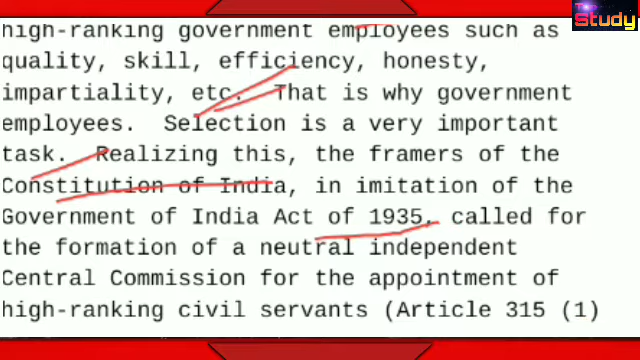 The
Study
high-ranking government employees such as
quality, skill, efficiency, honesty,
impartiality, etc. That is why government
employees. Selection is a very important
task. Realizing this, the framers of the
Constitution of India, in imitation of the
Government of India Act of 1935, called for
the formation of a neutral independent
Central Commission for the appointment of
high-ranking civil servants (Article 315 (1)